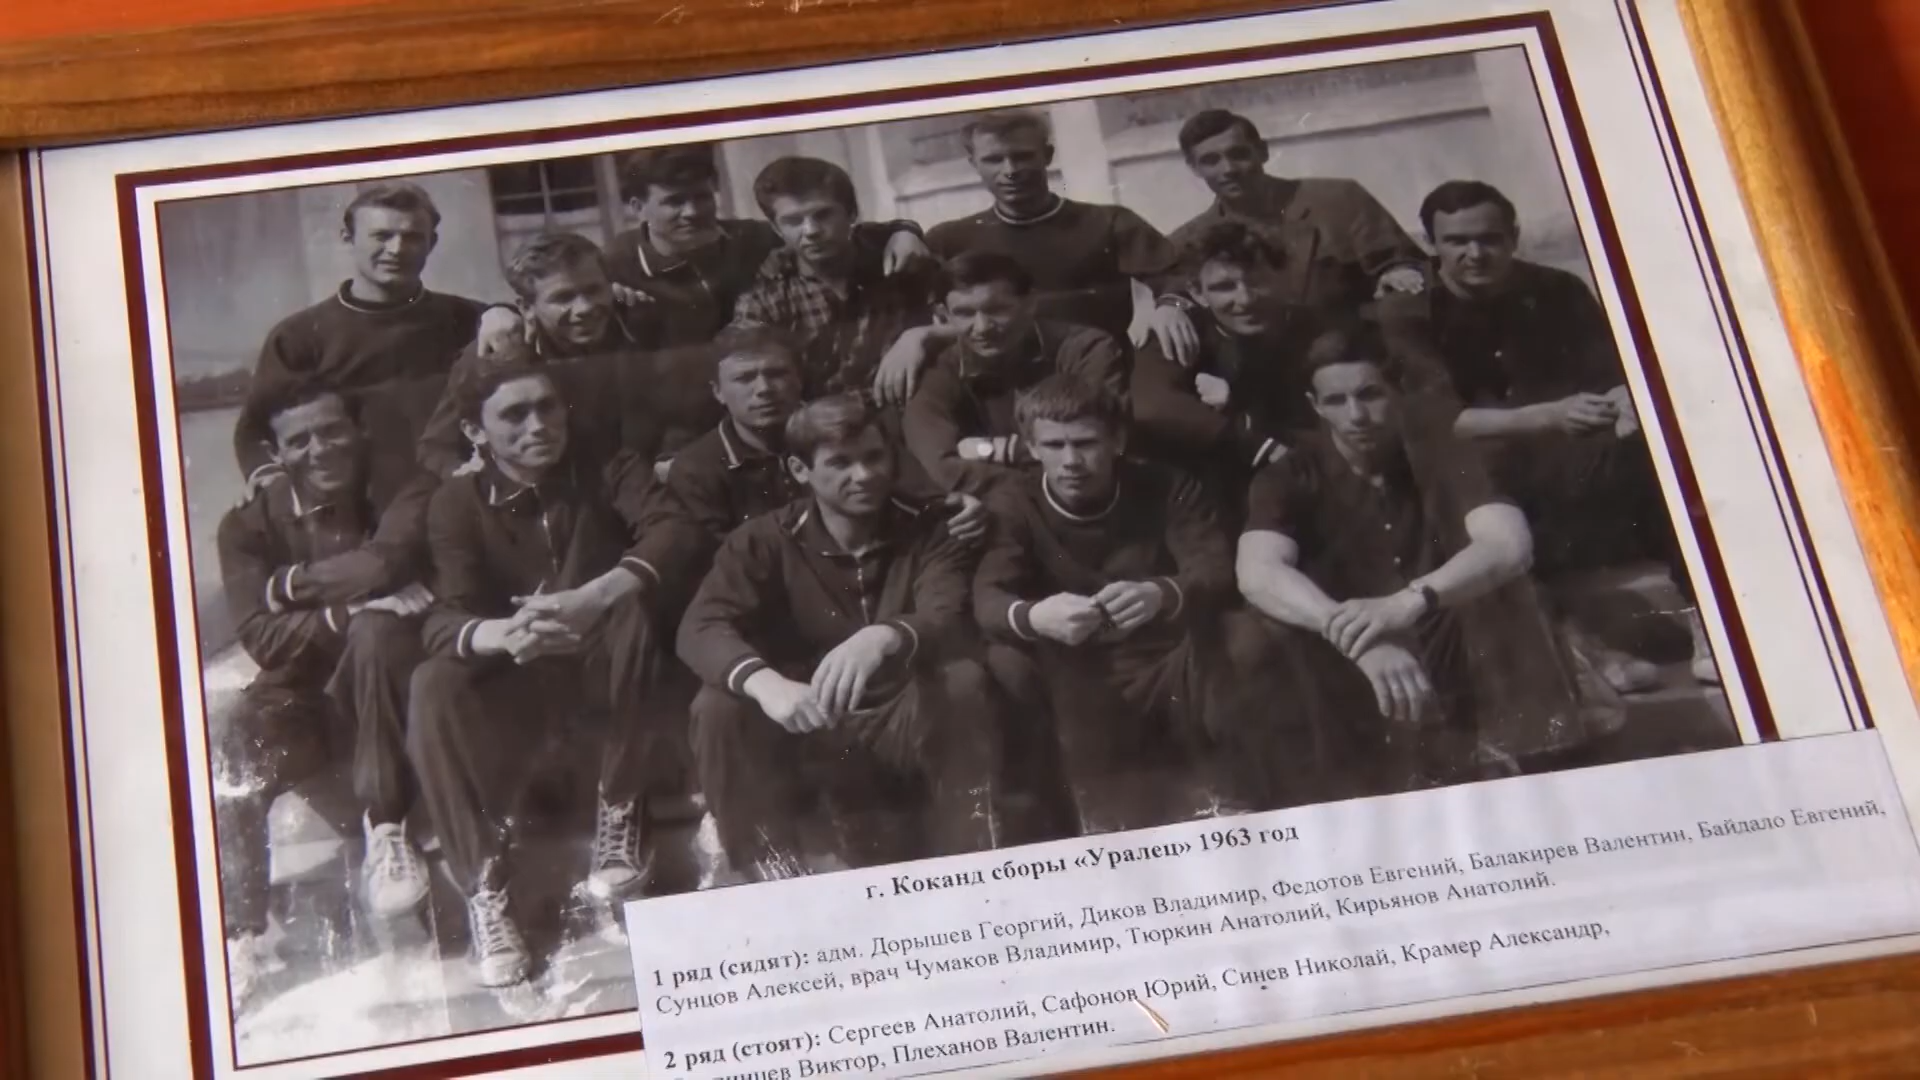 г. Коканд сборы «Уралец» 1963 год
1 ряд (сидят): адм. Дорышев Георгий, Диков Владимир, Федотов Евгений, Балакирев Валентин, Байдало Евгений,
Сунцов Алексей, врач Чумаков Владимир, Тюркин Анатолий, Кирьянов Анатолий.
2 ряд (стоят): Сергеев Анатолий, Сафонов Юрий, Синев Николай, Крамер Александр,
Виктор, Плеханов Валентин.